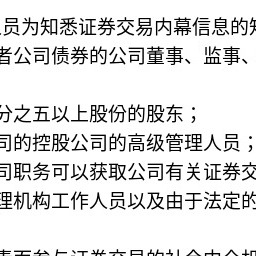 员为知悉证券交易内幕信息的知
者公司债券的公司董事、监事、
分之五以上股份的股东；
司的控股公司的高级管理人员；
司职务可以获取公司有关证券交
理机构工作人员以及由于法定的